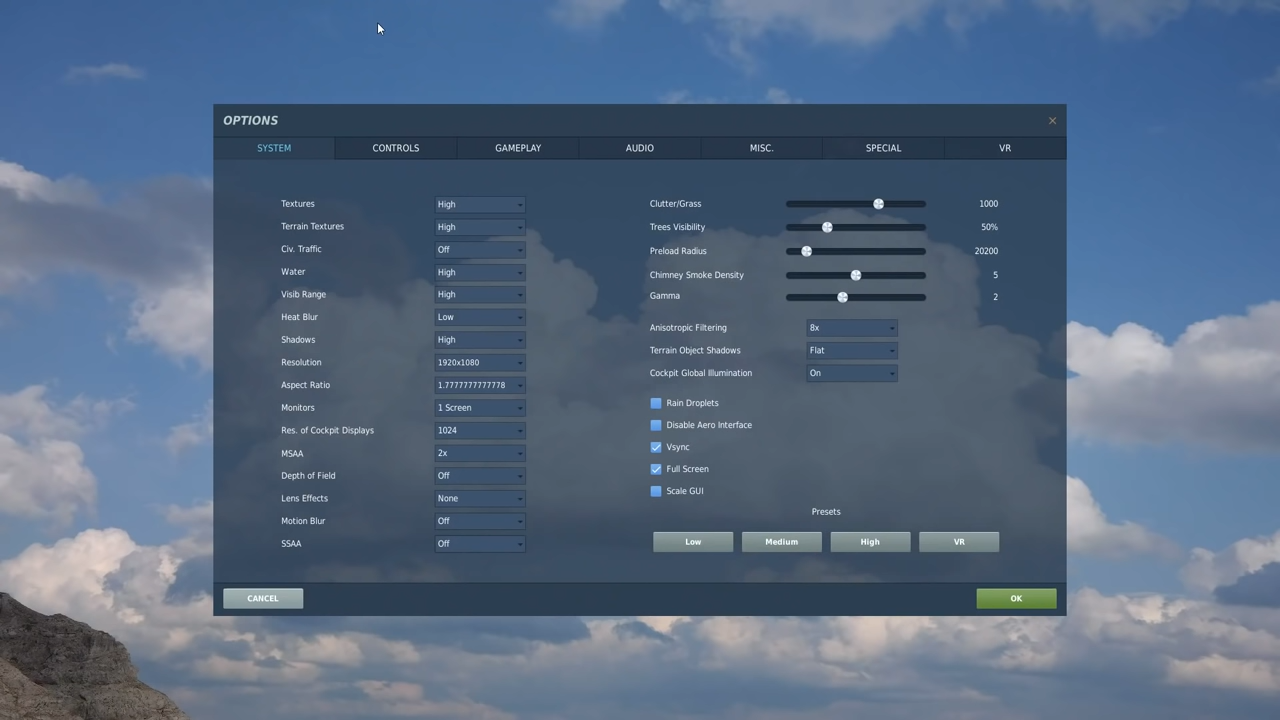 OPTIONS
SYSTEM CONTROLS GAMEPLAY AUDIO MISC. SPECIAL VR
Textures High
Terrain Textures High
Civ. Traffic Off
Water High
Visib Range High
Heat Blur Low
Shadows High
Resolution 1920x1080
Aspect Ratio 1.7777777777778
Monitors 1 Screen
Res. of Cockpit Displays 1024
MSAA 2x
Depth of Field Off
Lens Effects None
Motion Blur Off
SSAA Off
Clutter/Grass 1000
Trees Visibility 50%
Preload Radius 20200
Chimney Smoke Density 5
Gamma 2
Anisotropic Filtering 8x
Terrain Object Shadows Flat
Cockpit Global Illumination On
Rain Droplets
Disable Aero Interface
Vsync
Full Screen
Scale GUI
Presets
Low Medium High VR
CANCEL OK